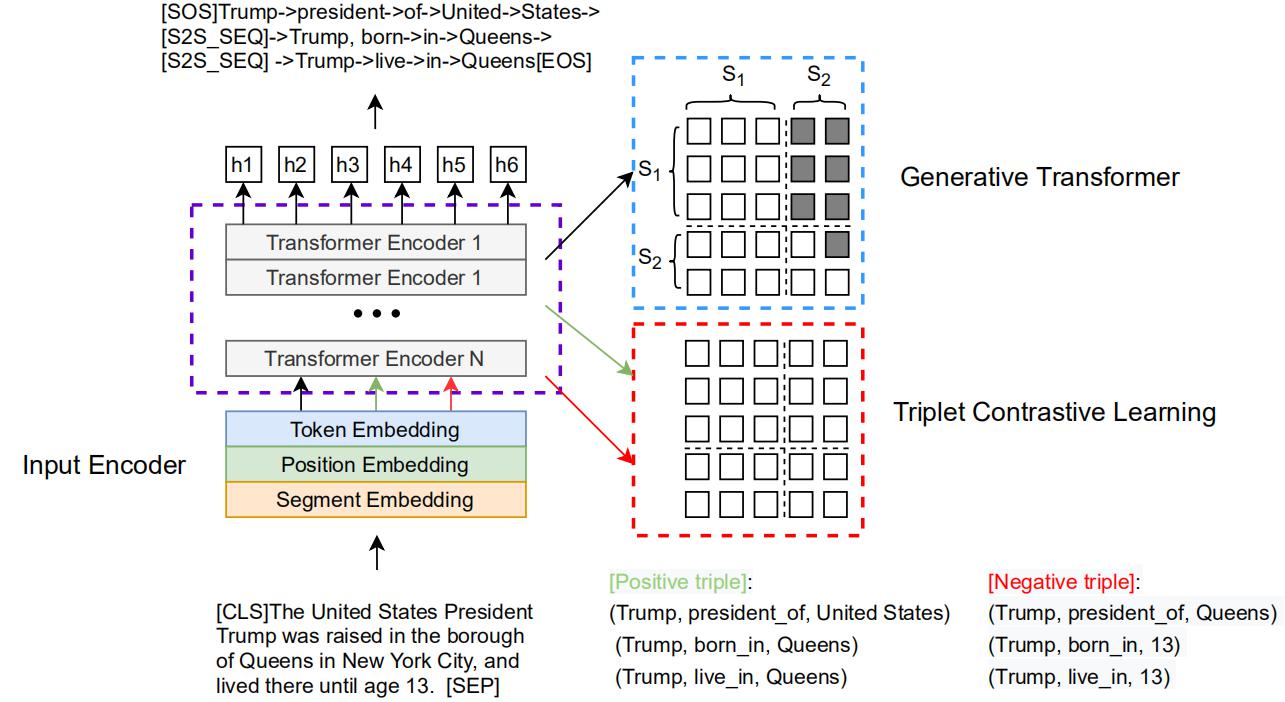 [SOS]Trump->president->of->United->States->
[S2S_SEQ]->Trump, born->in->Queens->
[S2S_SEQ] ->Trump->live->in->Queens[EOS]
h1 h2 h3 h4 h5 h6
Transformer Encoder 1
Transformer Encoder 1
Transformer Encoder N
Token Embedding
Position Embedding
Segment Embedding
Input Encoder
[CLS]The United States President
Trump was raised in the borough
of Queens in New York City, and
lived there until age 13. [SEP]
S1 S2
S1
S2
Generative Transformer
Triplet Contrastive Learning
[Positive triple]:
(Trump, president_of, United States)
(Trump, born_in, Queens)
(Trump, live_in, Queens)
[Negative triple]:
(Trump, president_of, Queens)
(Trump, born_in, 13)
(Trump, live_in, 13)